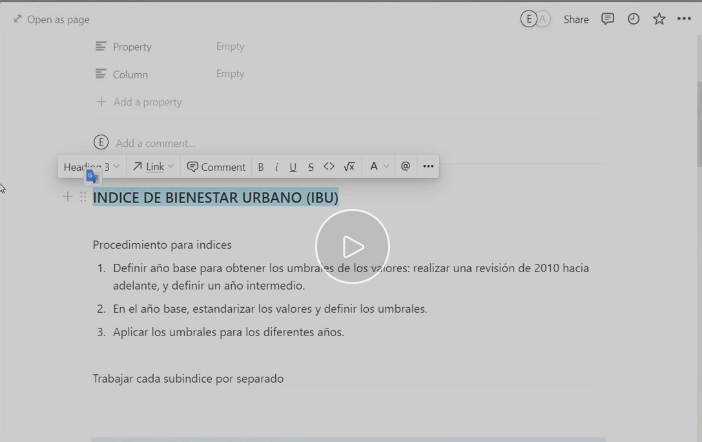 Open as page
E A Share
Property Empty
Column Empty
+ Add a property
E Add a comment...
Heading 3 Link Comment B i U S <> √x A @ •••
INDICE DE BIENESTAR URBANO (IBU)
Procedimiento para indices
1. Definir año base para obtener los umbrales de los valores: realizar una revisión de 2010 hacia
adelante, y definir un año intermedio.
2. En el año base, estandarizar los valores y definir los umbrales.
3. Aplicar los umbrales para los diferentes años.
Trabajar cada subindice por separado